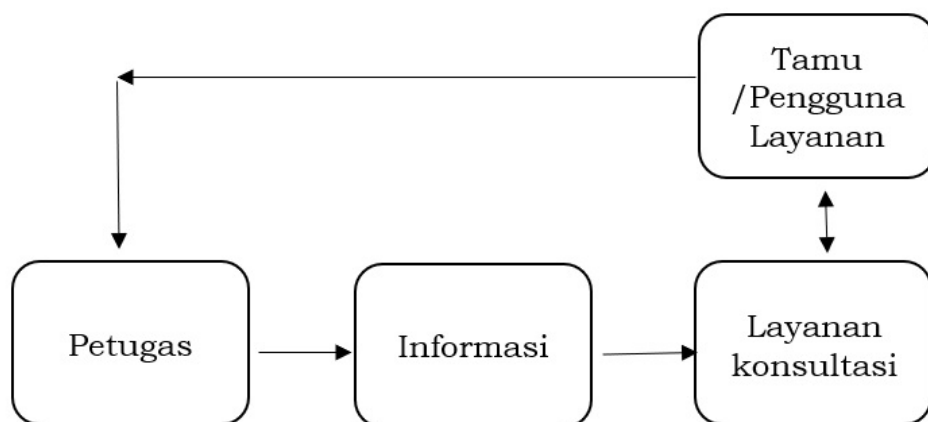 Tamu
/Pengguna
Layanan
Petugas
Informasi
Layanan
konsultasi